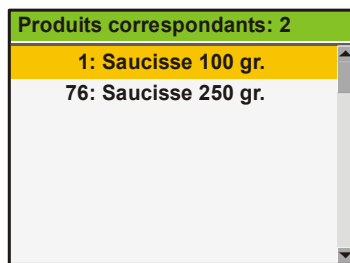 Produits correspondants: 2
1: Saucisse 100 gr.
76: Saucisse 250 gr.